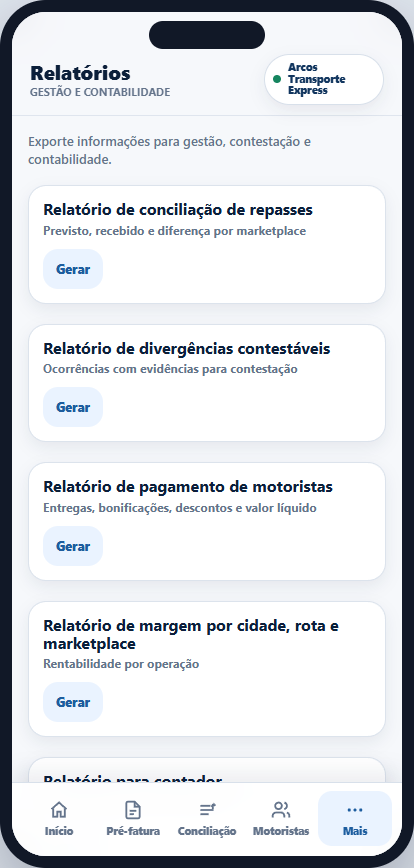 Relatórios
GESTÃO E CONTABILIDADE
Arcos
Transporte
Express
Exporte informações para gestão, contestação e
contabilidade.
Relatório de conciliação de repasses
Previsto, recebido e diferença por marketplace
Gerar
Relatório de divergências contestáveis
Ocorrências com evidências para contestação
Gerar
Relatório de pagamento de motoristas
Entregas, bonificações, descontos e valor líquido
Gerar
Relatório de margem por cidade, rota e
marketplace
Rentabilidade por operação
Gerar
Relatório para contador
Início
Pré-fatura
Conciliação
Motoristas
Mais